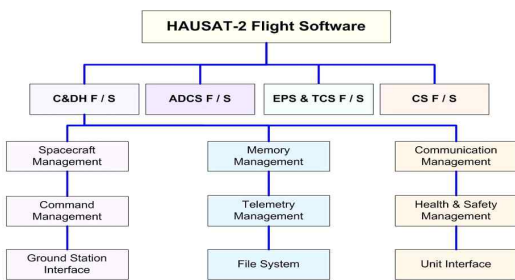 HAUSAT-2 Flight Software
C&DH F / S
ADCS F / S
EPS & TCS F / S
CS F / S
Spacecraft
Management
Memory
Management
Communication
Management
Command
Management
Telemetry
Management
Health & Safety
Management
Ground Station
Interface
File System
Unit Interface